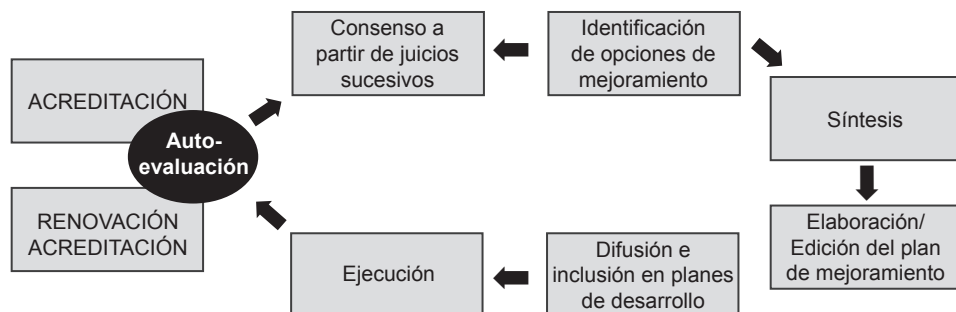 ACREDITACIÓN
RENOVACIÓN
ACREDITACIÓN
Auto-
evaluación
Consenso a
partir de juicios
sucesivos
Identificación
de opciones de
mejoramiento
Síntesis
Elaboración/
Edición del plan
de mejoramiento
Difusión e
inclusión en planes
de desarrollo
Ejecución